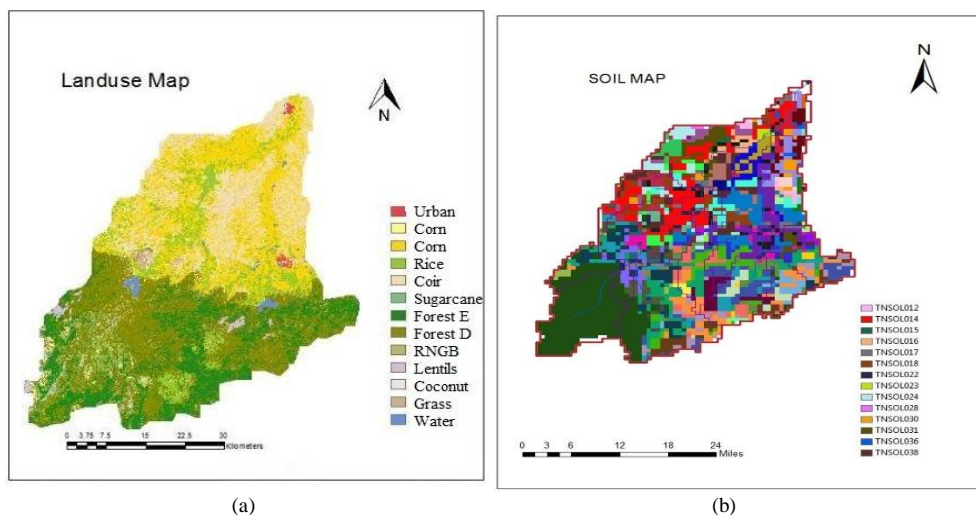 Landuse Map
N
Urban
Corn
Corn
Rice
Coir
Sugarcane
Forest E
Forest D
RNGB
Lentils
Coconut
Grass
Water
0 3.75 7.5 15 22.5 30
Kilometers
(a)
SOIL MAP
N
TNSOL012
TNSOL014
TNSOL015
TNSOL016
TNSOL017
TNSOL018
TNSOL022
TNSOL023
TNSOL024
TNSOL028
TNSOL030
TNSOL031
TNSOL036
TNSOL038
0 3 6 12 18 24
Miles
(b)